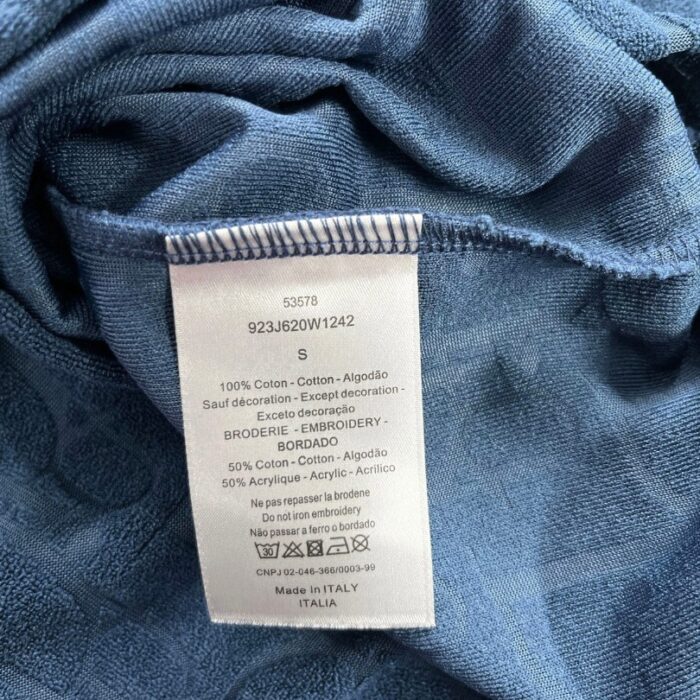 53578
923J620W1242
S
100% Coton - Cotton - Algodão
Sauf décoration - Except decoration -
Exceto decoração
BRODERIE - EMBROIDERY -
BORDADO
50% Coton - Cotton - Algodão
50% Acrylique - Acrylic - Acrilico
Ne pas repasser la brodene
Do not iron embroidery
Não passar a ferro o bordado
30
CNPJ 02-046-366/0003-99
Made in ITALY
ITALIA